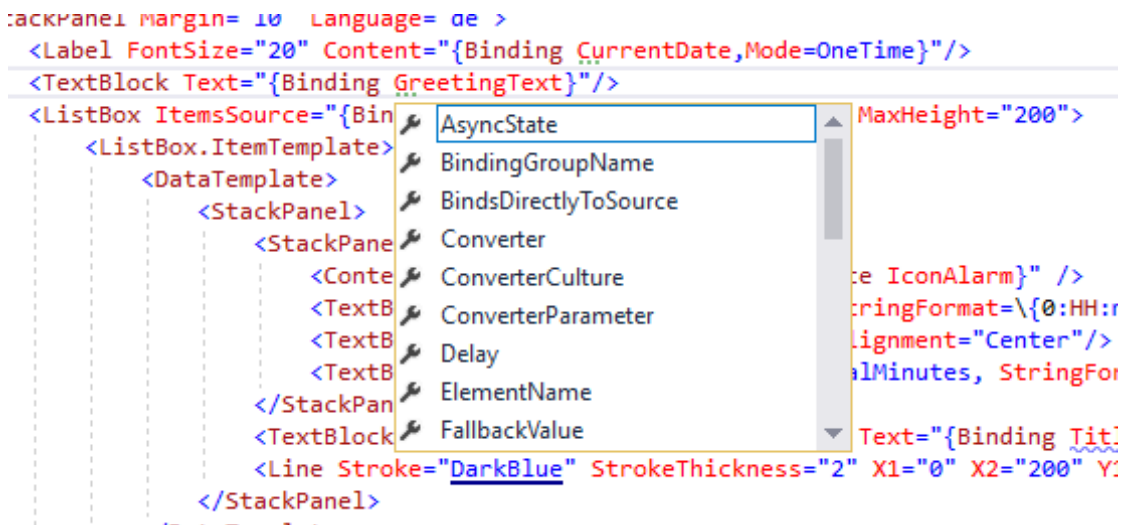 StackPanel Margin="10" Language="de">
<Label FontSize="20" Content="{Binding CurrentDate,Mode=OneTime}"/>
<TextBlock Text="{Binding GreetingText}"/>
<ListBox ItemsSource="{Bin MaxHeight="200">
AsyncState
<ListBox.ItemTemplate>
BindingGroupName
<DataTemplate>
BindsDirectlyToSource
<StackPanel>
Converter
<StackPane
ConverterCulture
<Conte IconAlarm}" />
ConverterParameter
<TextB StringFormat=\{0:HH:
<TextB lignment="Center"/>
Delay
<TextB alMinutes, StringFor
ElementName
</StackPan
FallbackValue
<TextBlock Text="{Binding Titl
<Line Stroke="DarkBlue" StrokeThickness="2" X1="0" X2="200" Y1
</StackPanel>